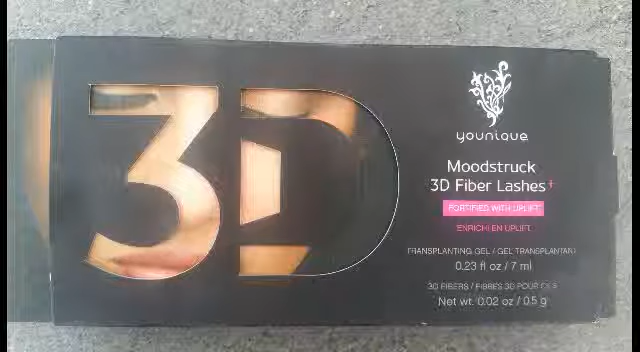 3D
younique
Moodstruck
3D Fiber Lashes+
FORTIFIED WITH UPLIFT
ENRICHI EN UPLIFT
TRANSPLANTING GEL / GEL TRANSPLANTANT
0.23 fl oz / 7 ml
3D FIBERS / FIBRES 3D POUR CILS
Net wt. 0.02 oz / 0.5 g